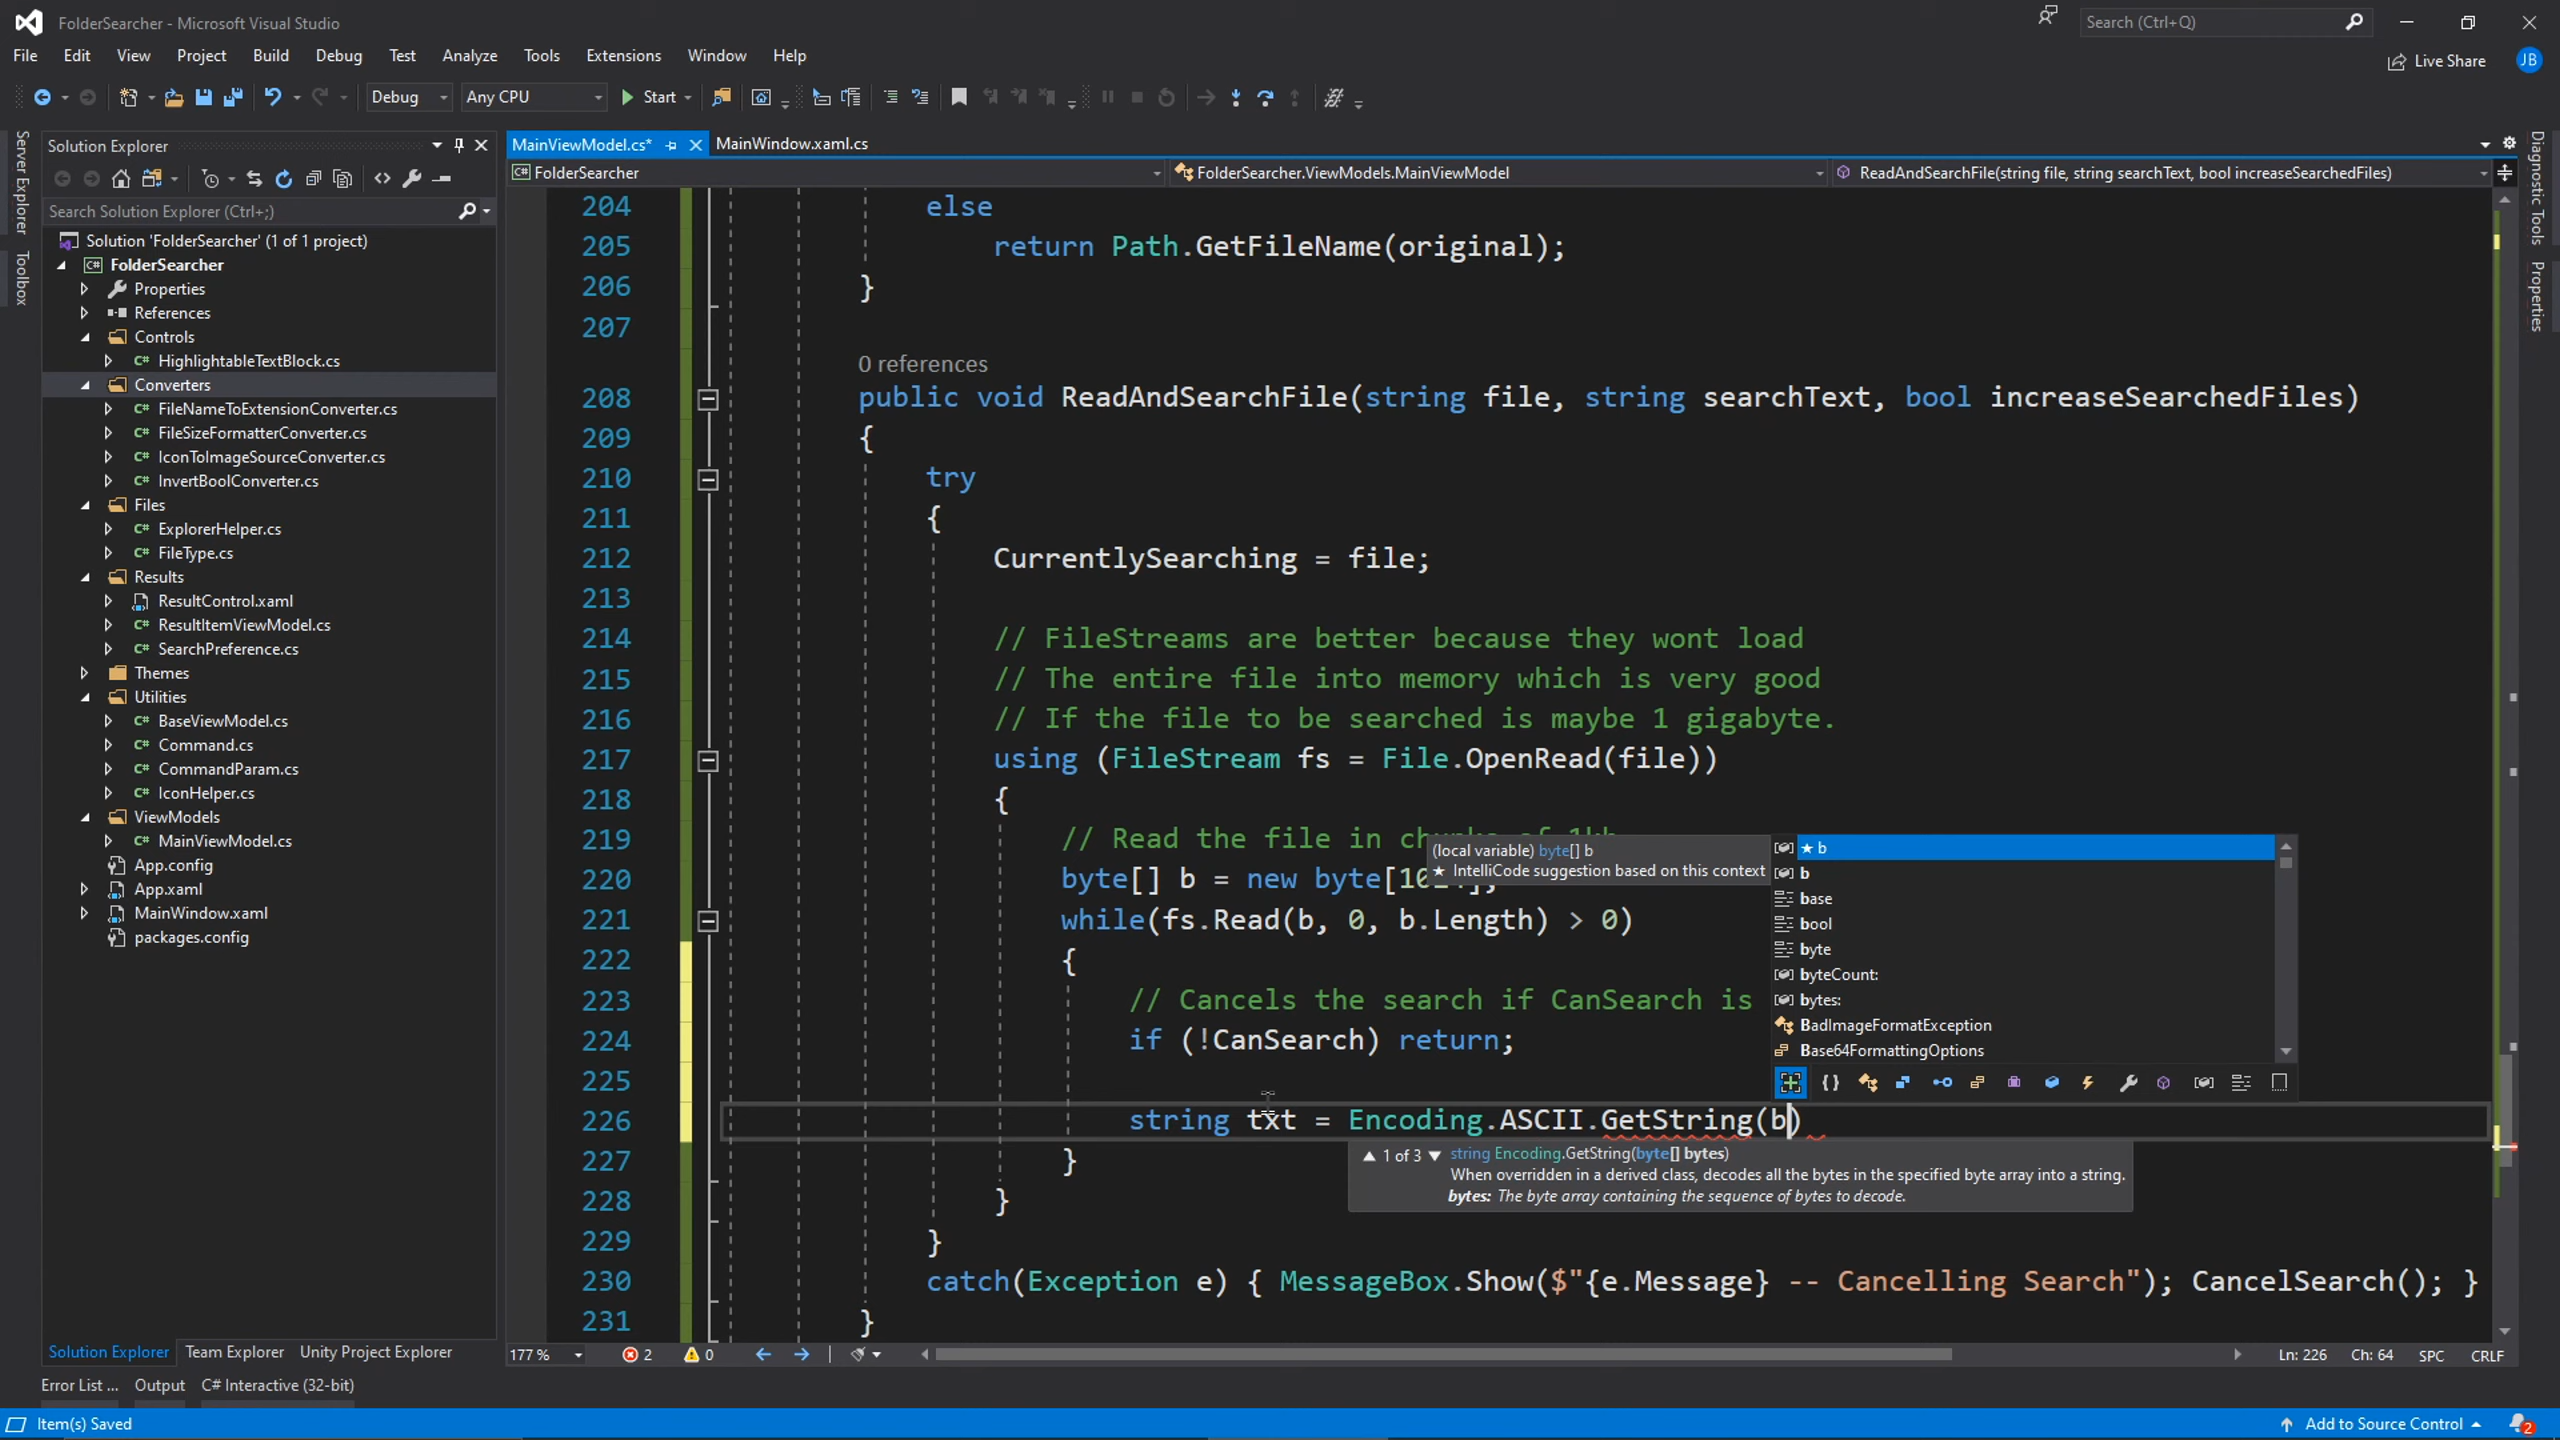 FolderSearcher - Microsoft Visual Studio
Search (Ctrl+Q)
File Edit View Project Build Debug Test Analyze Tools Extensions Window Help
Live Share
JB
Debug Any CPU Start
Server Explorer
Toolbox
Solution Explorer
Search Solution Explorer (Ctrl+;)
Solution 'FolderSearcher' (1 of 1 project)
FolderSearcher
Properties
References
Controls
HighlightableTextBlock.cs
Converters
FileNameToExtensionConverter.cs
FileSizeFormatterConverter.cs
IconToImageSourceConverter.cs
InvertBoolConverter.cs
Files
ExplorerHelper.cs
FileType.cs
Results
ResultControl.xaml
ResultItemViewModel.cs
SearchPreference.cs
Themes
Utilities
BaseViewModel.cs
Command.cs
CommandParam.cs
IconHelper.cs
ViewModels
MainViewModel.cs
App.config
App.xaml
MainWindow.xaml
packages.config
Solution Explorer Team Explorer Unity Project Explorer
MainViewModel.cs* MainWindow.xaml.cs
FolderSearcher FolderSearcher.ViewModels.MainViewModel ReadAndSearchFile(string file, string searchText, bool increaseSearchedFiles)
204 else
205 return Path.GetFileName(original);
206 }
207
0 references
208 public void ReadAndSearchFile(string file, string searchText, bool increaseSearchedFiles)
209 {
210 try
211 {
212 CurrentlySearching = file;
213
214 // FileStreams are better because they wont load
215 // The entire file into memory which is very good
216 // If the file to be searched is maybe 1 gigabyte.
217 using (FileStream fs = File.OpenRead(file))
218 {
219 // Read the file in chunks of 1kb
220 byte[] b = new byte[1024];
221 while(fs.Read(b, 0, b.Length) > 0)
222 {
223 // Cancels the search if CanSearch is
224 if (!CanSearch) return;
225
226 string txt = Encoding.ASCII.GetString(b)
227 }
228 }
229 }
230 catch(Exception e) { MessageBox.Show($"{e.Message} -- Cancelling Search"); CancelSearch(); }
231 }
(local variable) byte[] b
★ IntelliCode suggestion based on this context
★ b
b
base
bool
byte
byteCount:
bytes:
BadImageFormatException
Base64FormattingOptions
▲ 1 of 3 ▼ string Encoding.GetString(byte[] bytes)
When overridden in a derived class, decodes all the bytes in the specified byte array into a string.
bytes: The byte array containing the sequence of bytes to decode.
177 % 2 0 Ln: 226 Ch: 64 SPC CRLF
Diagnostic Tools
Properties
Error List ... Output C# Interactive (32-bit)
Item(s) Saved
Add to Source Control
2